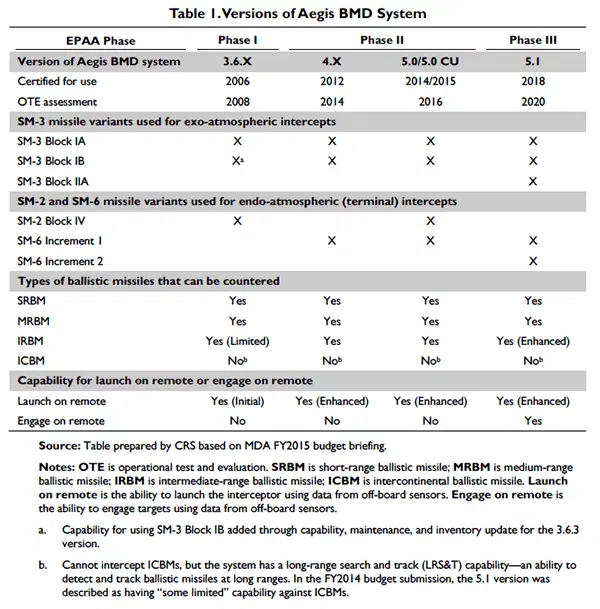 Table 1. Versions of Aegis BMD System
EPAA Phase Phase I Phase II Phase III
Version of Aegis BMD system 3.6.X 4.X 5.0/5.0 CU 5.1
Certified for use 2006 2012 2014/2015 2018
OTE assessment 2008 2014 2016 2020
SM-3 missile variants used for exo-atmospheric intercepts
SM-3 Block IA X X X X
SM-3 Block IB Xa X X X
SM-3 Block IIA X
SM-2 and SM-6 missile variants used for endo-atmospheric (terminal) intercepts
SM-2 Block IV X X
SM-6 Increment 1 X X X
SM-6 Increment 2 X
Types of ballistic missiles that can be countered
SRBM Yes Yes Yes Yes
MRBM Yes Yes Yes Yes
IRBM Yes (Limited) Yes Yes Yes (Enhanced)
ICBM Nob Nob Nob Nob
Capability for launch on remote or engage on remote
Launch on remote Yes (Initial) Yes (Enhanced) Yes (Enhanced) Yes (Enhanced)
Engage on remote No No No Yes
Source: Table prepared by CRS based on MDA FY2015 budget briefing.
Notes: OTE is operational test and evaluation. SRBM is short-range ballistic missile; MRBM is medium-range
ballistic missile; IRBM is intermediate-range ballistic missile; ICBM is intercontinental ballistic missile. Launch
on remote is the ability to launch the interceptor using data from off-board sensors. Engage on remote is
the ability to engage targets using data from off-board sensors.
a. Capability for using SM-3 Block IB added through capability, maintenance, and inventory update for the 3.6.3
version.
b. Cannot intercept ICBMs, but the system has a long-range search and track (LRS&T) capability—an ability to
detect and track ballistic missiles at long ranges. In the FY2014 budget submission, the 5.1 version was
described as having “some limited” capability against ICBMs.